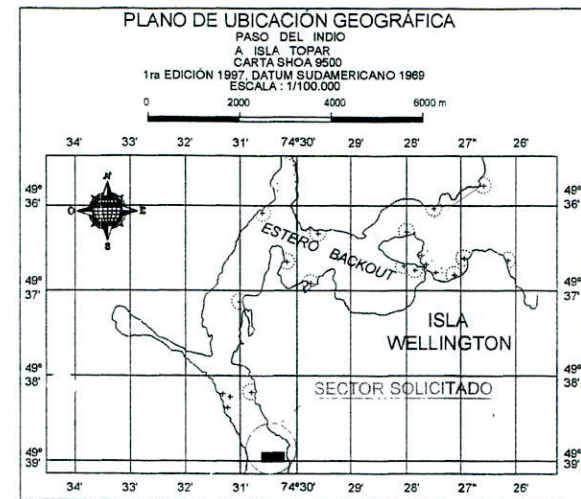 PLANO DE UBICACIÓN GEOGRÁFICA
PASO DEL INDIO
A ISLA TOPAR
CARTA SHOA 9500
1ra EDICIÓN 1997, DATUM SUDAMERICANO 1969
ESCALA : 1/100.000
0 2000 4000 6000 m
34' 33' 32' 31' 74° 30' 29' 28' 27" 26'
49° 36' 49° 36'
N
O E
S
ESTERO BACKOUT
49° 37' 49° 37'
ISLA
WELLINGTON
49° 38' 49° 38'
SECTOR SOLICITADO
49° 39' 49° 39'
34' 33' 32' 31' 74° 30' 29' 28' 27' 26'